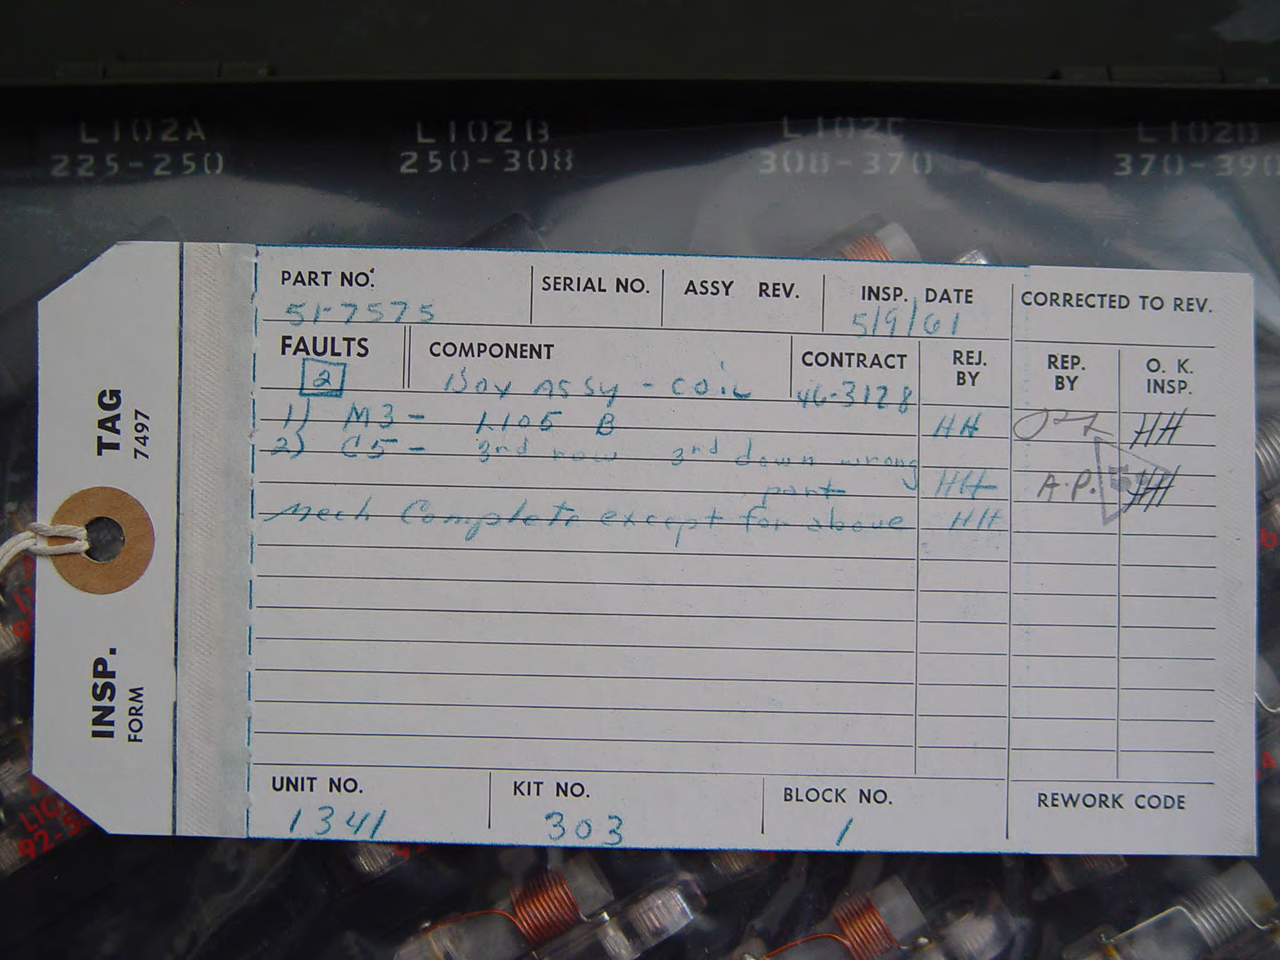 L102A L102B L102C L102D
225-250 250-308 308-370 370-390
PART NO. SERIAL NO. ASSY REV. INSP. DATE CORRECTED TO REV.
51-7575 5/9/61
FAULTS COMPONENT CONTRACT REJ. BY REP. BY O. K. INSP.
2 Box Assy - Coil 46-3128
1) M3 - L105 B HH HH
2) C5 - 3rd row 3rd down wrong
part HH A.P. HH
Mech Complete except for above HH
UNIT NO. KIT NO. BLOCK NO. REWORK CODE
1341 303 1
INSP. TAG
FORM 7497